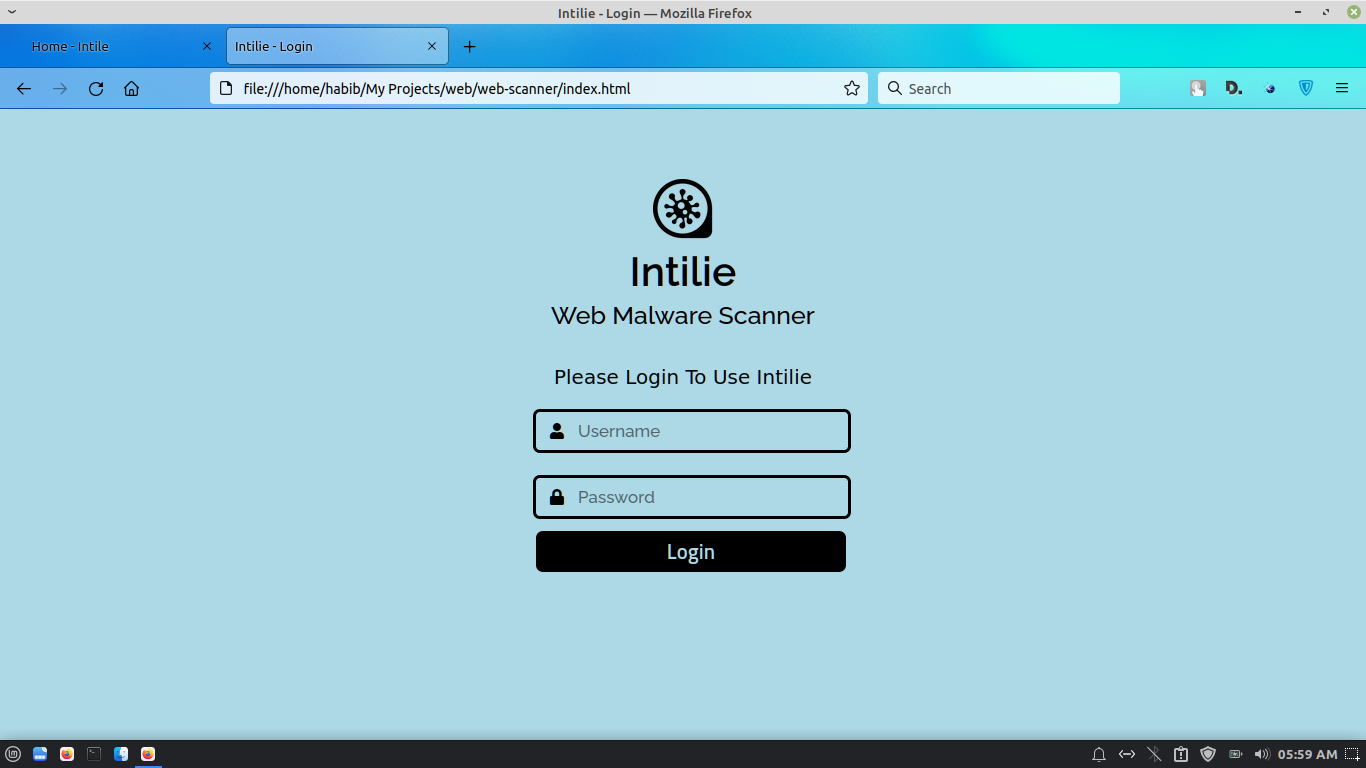 Intilie - Login — Mozilla Firefox
Home - Intile
Intilie - Login
file:///home/habib/My Projects/web/web-scanner/index.html
Search
D.
Intilie
Web Malware Scanner
Please Login To Use Intilie
Username
Password
Login
05:59 AM